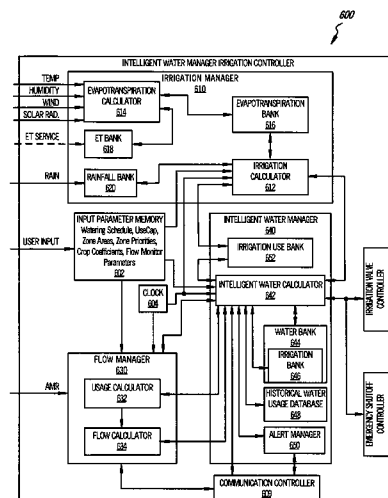 600
INTELLIGENT WATER MANAGER IRRIGATION CONTROLLER
IRRIGATION MANAGER
610
TEMP
HUMIDITY
WIND
SOLAR RAD.
EVAPOTRANSPIRATION
CALCULATOR
614
EVAPOTRANSPIRATION
BANK
616
ET SERVICE
ET BANK
618
RAIN
RAINFALL BANK
620
IRRIGATION
CALCULATOR
612
USER INPUT
INPUT PARAMETER MEMORY
Watering Schedule, UseCap,
Zone Areas, Zone Priorities,
Crop Coefficients, Flow Monitor
Parameters
602
INTELLIGENT WATER MANAGER
640
IRRIGATION USE BANK
652
INTELLIGENT WATER CALCULATOR
642
CLOCK
604
WATER BANK
644
IRRIGATION
BANK
646
HISTORICAL WATER
USAGE DATABASE
648
ALERT MANAGER
650
FLOW MANAGER
630
AMR
USAGE CALCULATOR
632
FLOW CALCULATOR
634
COMMUNICATION CONTROLLER
609
IRRIGATION VALVE
CONTROLLER
EMERGENCY SHUTOFF
CONTROLLER